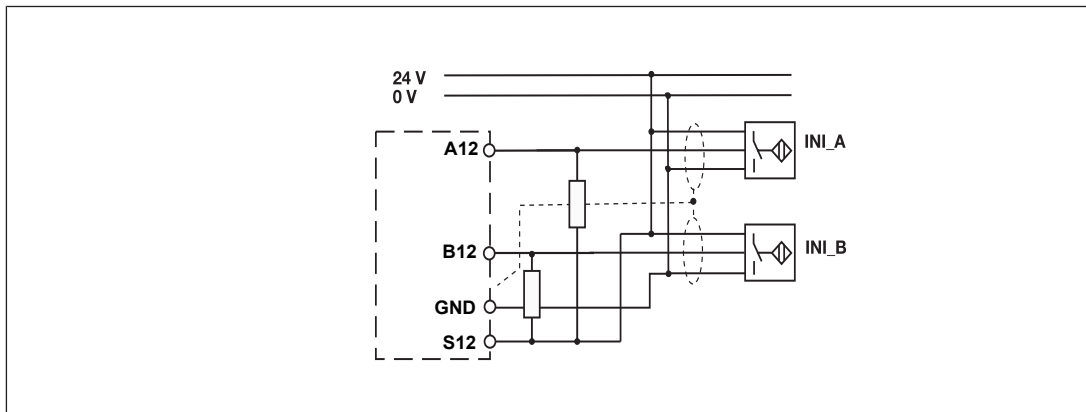 24 V
0 V
A12
INI_A
B12
INI_B
GND
S12